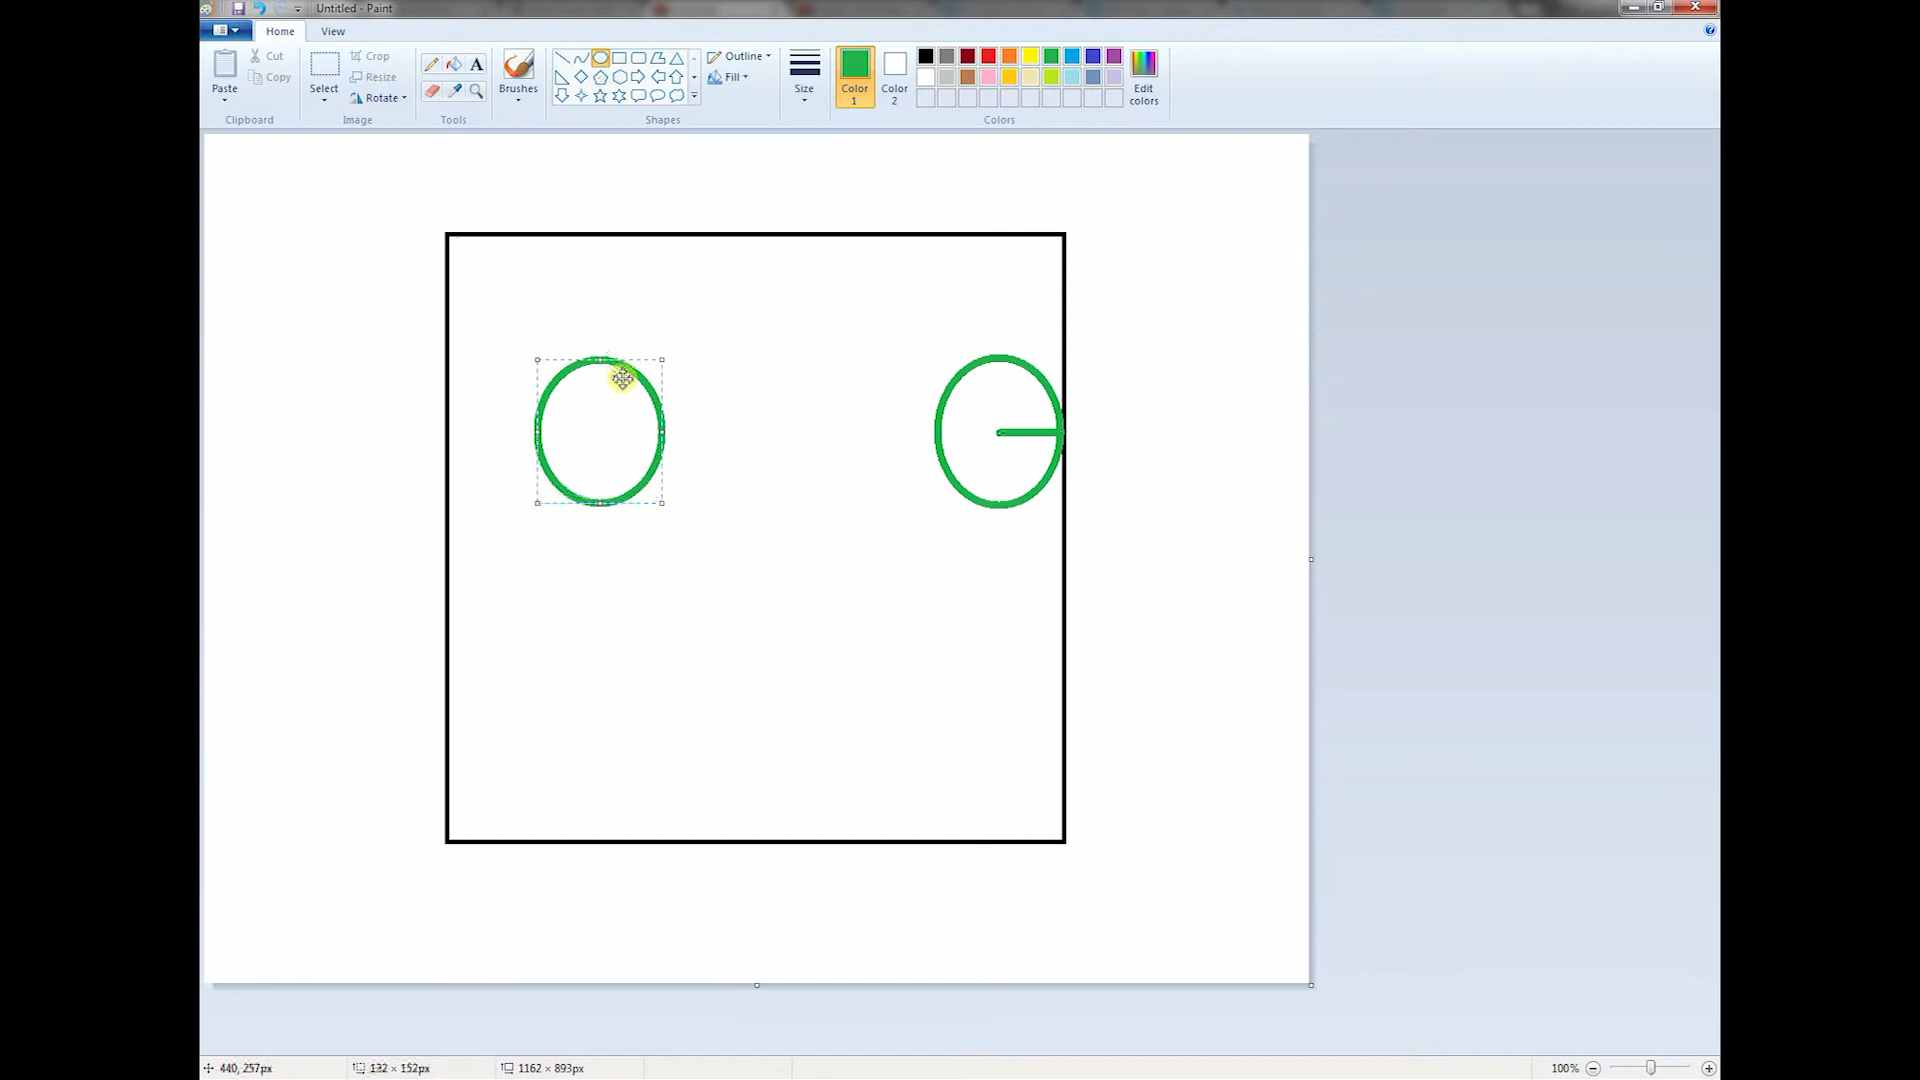 Untitled - Paint
Home View
Paste
Cut
Copy
Clipboard
Select
Crop
Resize
Rotate
Image
A
Tools
Brushes
Outline
Fill
Shapes
Size
Color 1
Color 2
Edit colors
Colors
440, 257px
132 × 152px
1162 × 893px
100%